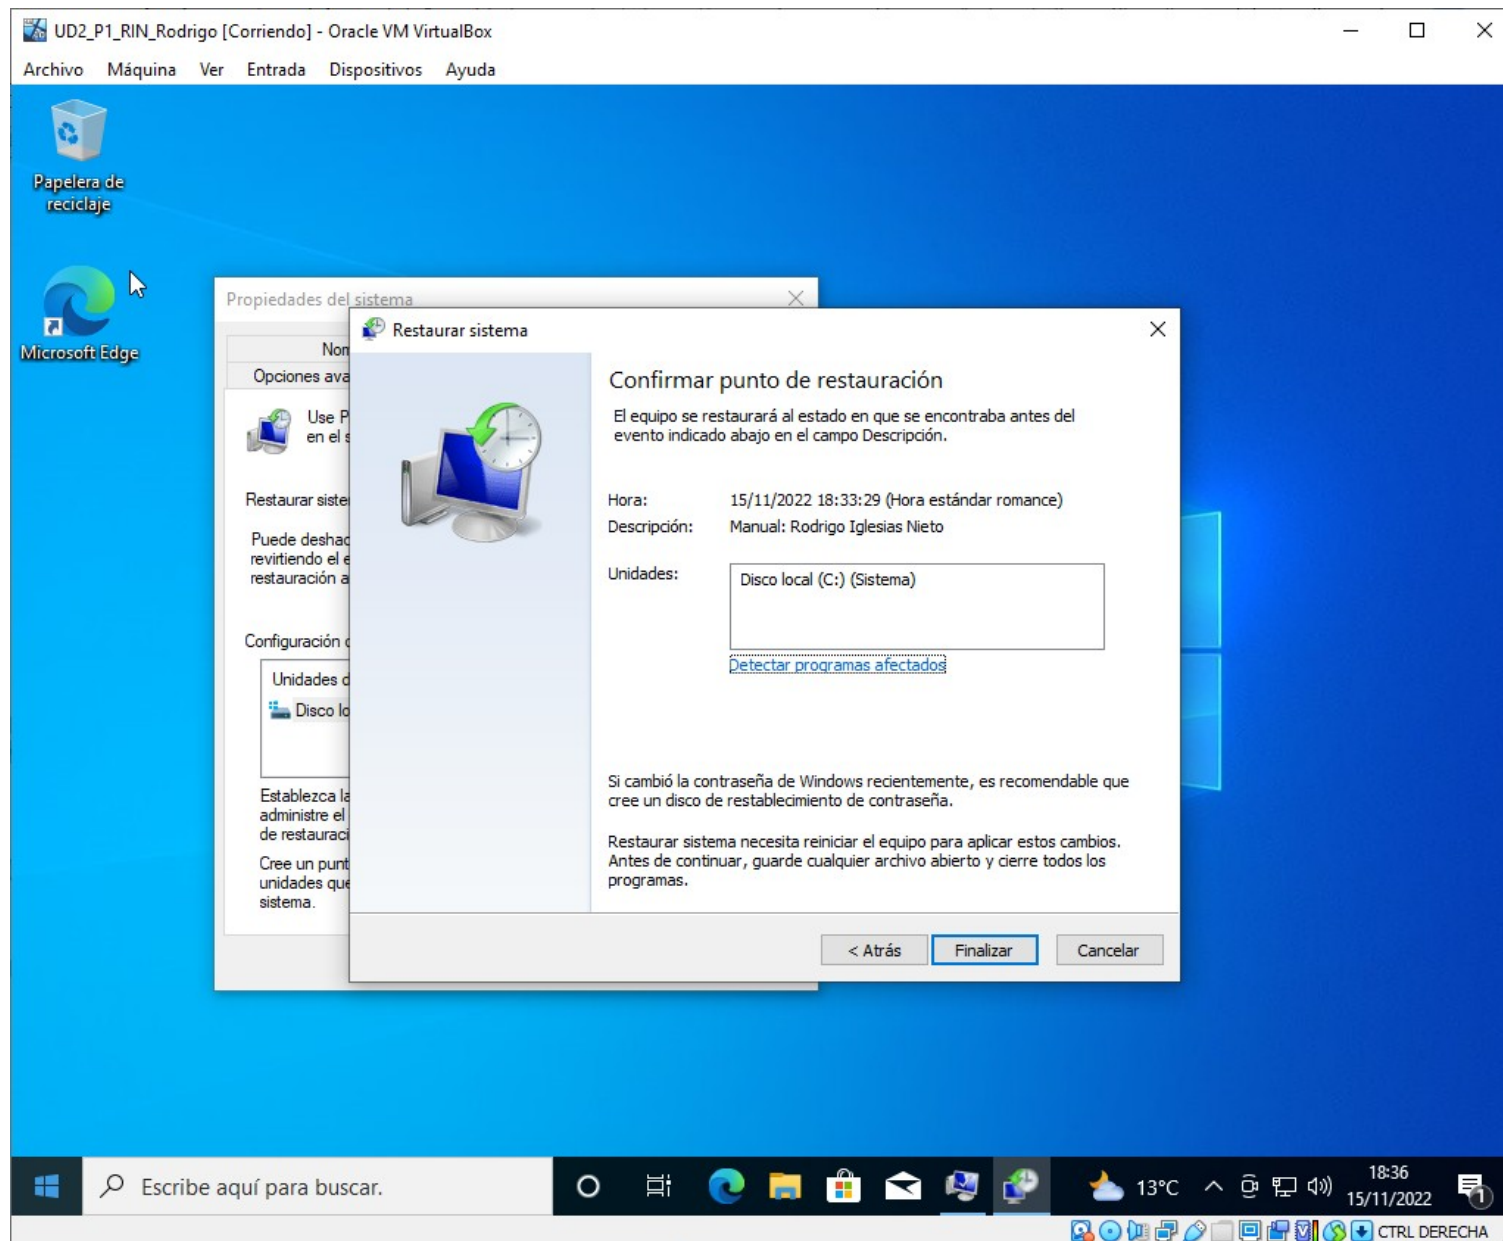 UD2_P1_RIN_Rodrigo [Corriendo] - Oracle VM VirtualBox
Archivo Máquina Ver Entrada Dispositivos Ayuda
Papelera de
reciclaje
Microsoft Edge
Propiedades del sistema
Opciones ava
Use P
en el s
Restaurar siste
Puede deshac
revirtiendo el e
restauración a
Configuración
Unidades d
Disco lo
Establezca la
administre el
de restauraci
Cree un punt
unidades que
sistema.
Restaurar sistema
Confirmar punto de restauración
El equipo se restaurará al estado en que se encontraba antes del
evento indicado abajo en el campo Descripción.
Hora: 15/11/2022 18:33:29 (Hora estándar romance)
Descripción: Manual: Rodrigo Iglesias Nieto
Unidades: Disco local (C:) (Sistema)
Detectar programas afectados
Si cambió la contraseña de Windows recientemente, es recomendable que
cree un disco de restablecimiento de contraseña.
Restaurar sistema necesita reiniciar el equipo para aplicar estos cambios.
Antes de continuar, guarde cualquier archivo abierto y cierre todos los
programas.
< Atrás Finalizar Cancelar
Escribe aquí para buscar.
13°C
18:36
15/11/2022
1
CTRL DERECHA